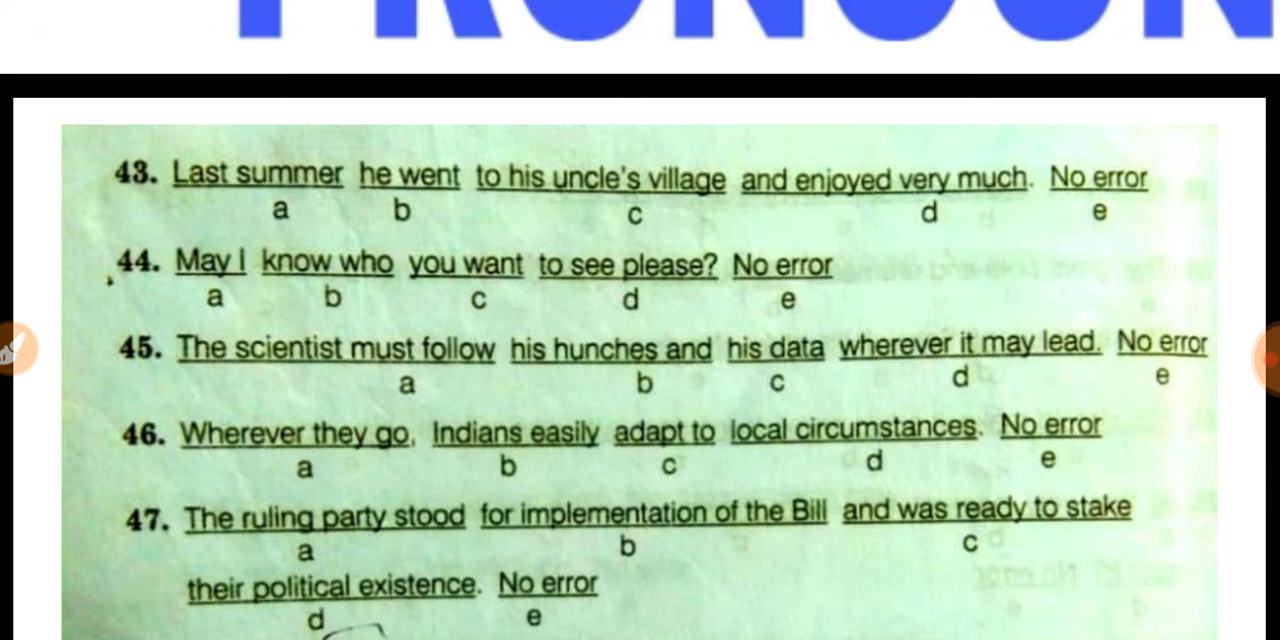 PRONOUN
43. Last summer he went to his uncle's village and enjoyed very much. No error
a b c d e
44. May I know who you want to see please? No error
a b c d e
45. The scientist must follow his hunches and his data wherever it may lead. No error
a b c d e
46. Wherever they go, Indians easily adapt to local circumstances. No error
a b c d e
47. The ruling party stood for implementation of the Bill and was ready to stake
a b c
their political existence. No error
d e